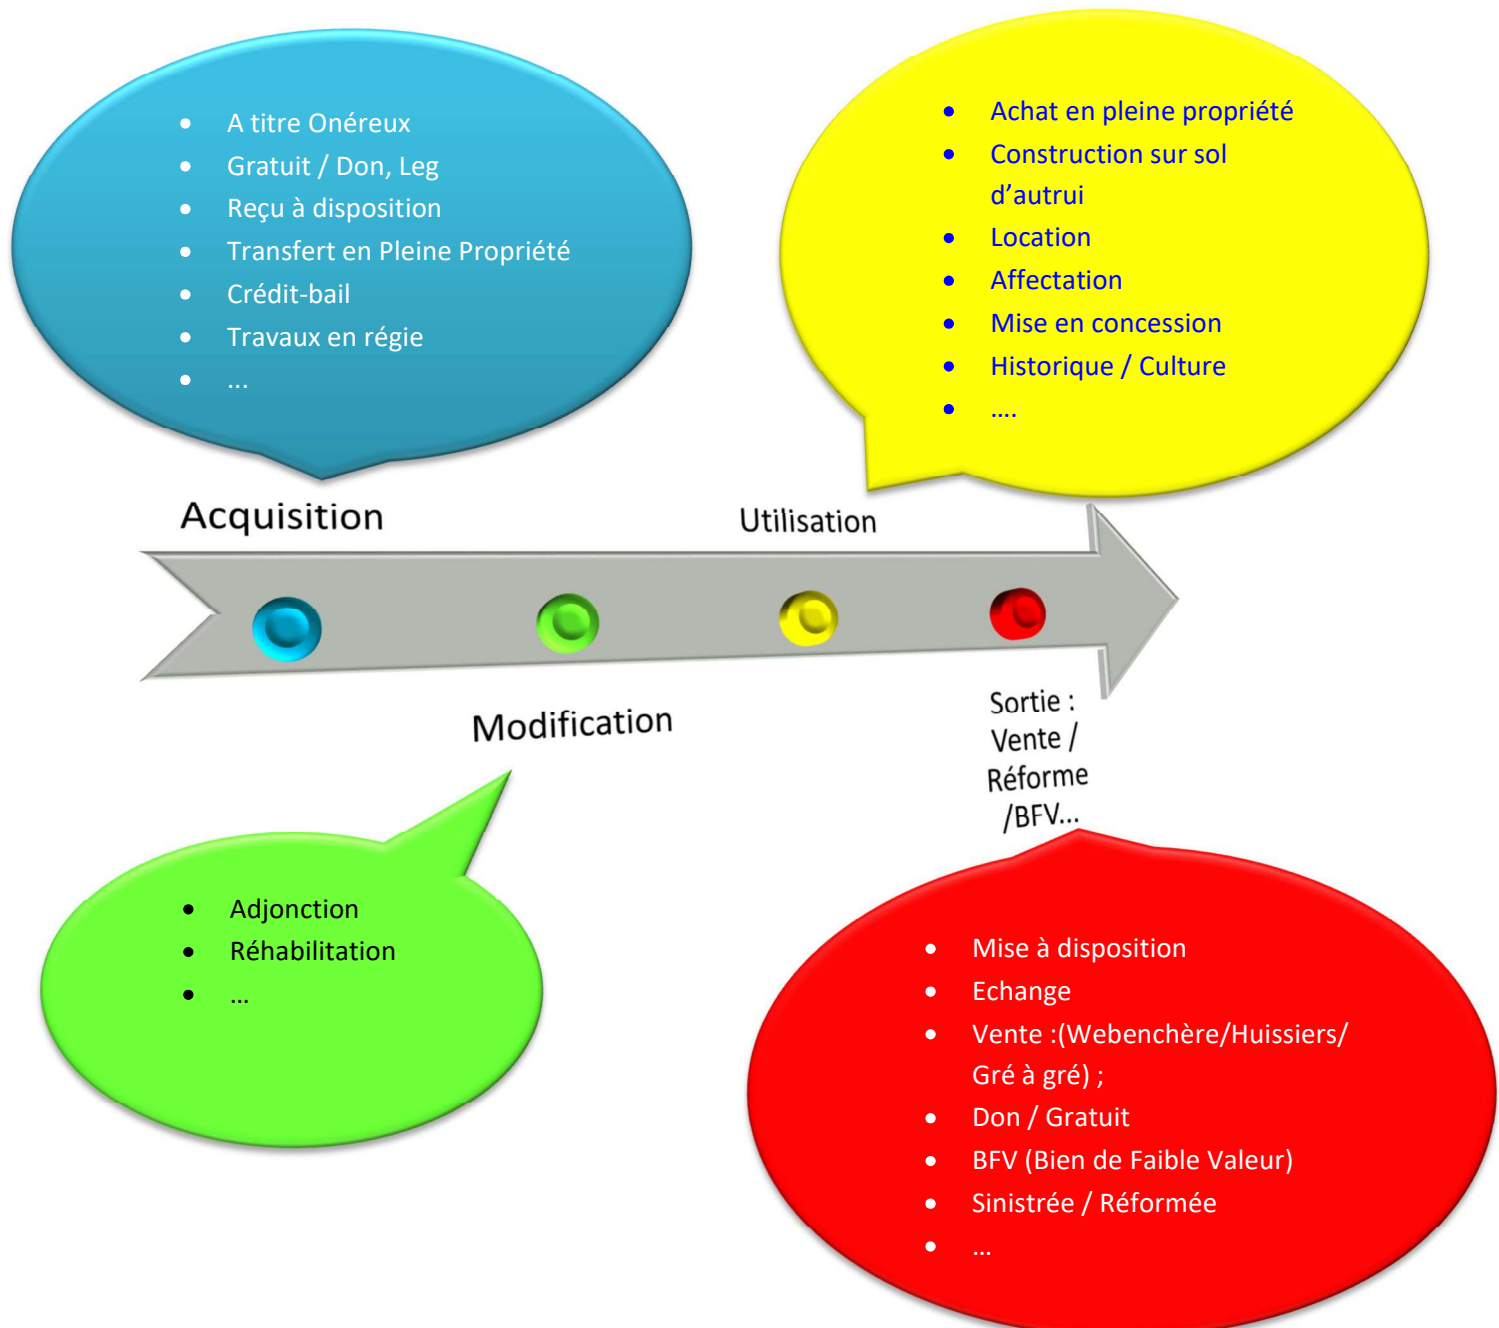 • A titre Onéreux
• Gratuit / Don, Leg
• Reçu à disposition
• Transfert en Pleine Propriété
• Crédit-bail
• Travaux en régie
• ...
• Achat en pleine propriété
• Construction sur sol
d’autrui
• Location
• Affectation
• Mise en concession
• Historique / Culture
• ....
Acquisition
Utilisation
Modification
Sortie :
Vente /
Réforme
/BFV...
• Adjonction
• Réhabilitation
• ...
• Mise à disposition
• Echange
• Vente :(Webenchère/Huissiers/
Gré à gré) ;
• Don / Gratuit
• BFV (Bien de Faible Valeur)
• Sinistrée / Réformée
• ...